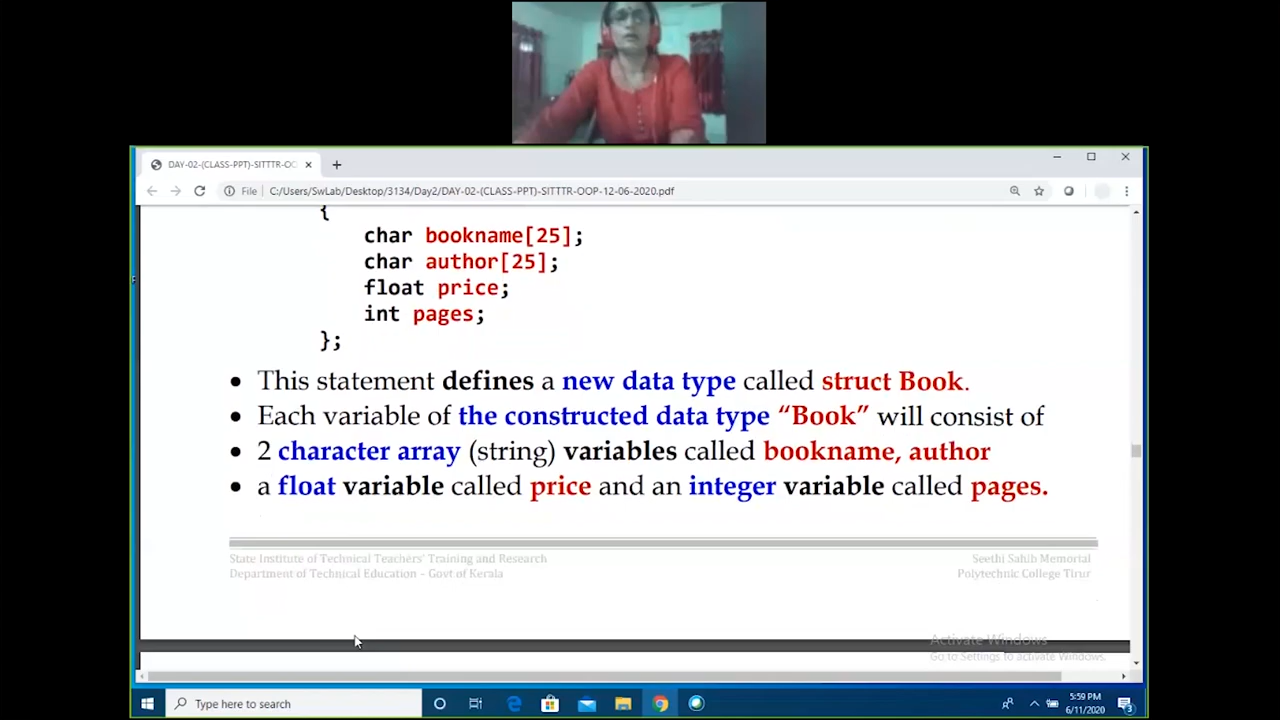 DAY-02-(CLASS-PPT)-SITTTR-OO
File C:/Users/SwLab/Desktop/3134/Day2/DAY-02-(CLASS-PPT)-SITTTR-OOP-12-06-2020.pdf
{
char bookname[25];
char author[25];
float price;
int pages;
};
• This statement defines a new data type called struct Book.
• Each variable of the constructed data type “Book” will consist of
• 2 character array (string) variables called bookname, author
• a float variable called price and an integer variable called pages.
State Institute of Technical Teachers' Training and Research
Department of Technical Education - Govt of Kerala
Seethi Sahib Memorial
Polytechnic College Tirur
Activate Windows
Go to Settings to activate Windows.
Type here to search
5:59 PM
6/11/2020
3